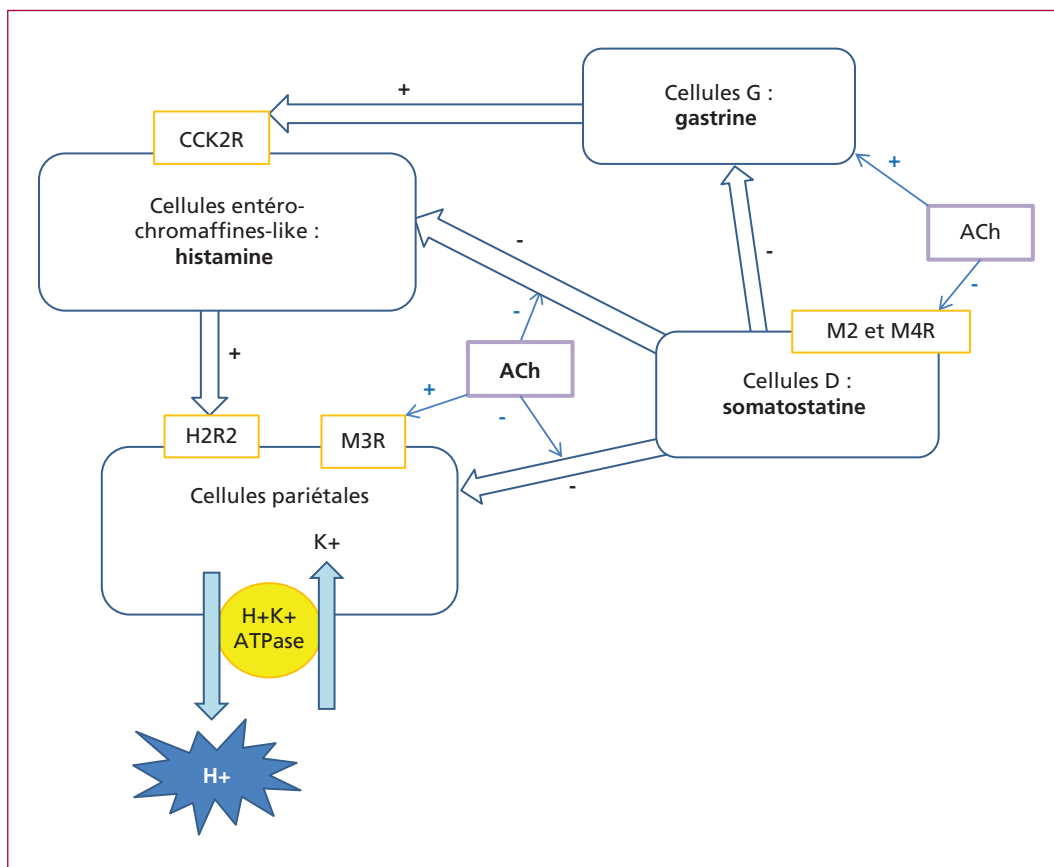 Cellules G :
gastrine
+
CCK2R
Cellules entéro-
chromaffines-like :
histamine
+
ACh
-
-
-
M2 et M4R
Cellules D :
somatostatine
-
ACh
+
-
+
H2R2
M3R
-
Cellules pariétales
K+
H+K+
ATPase
H+